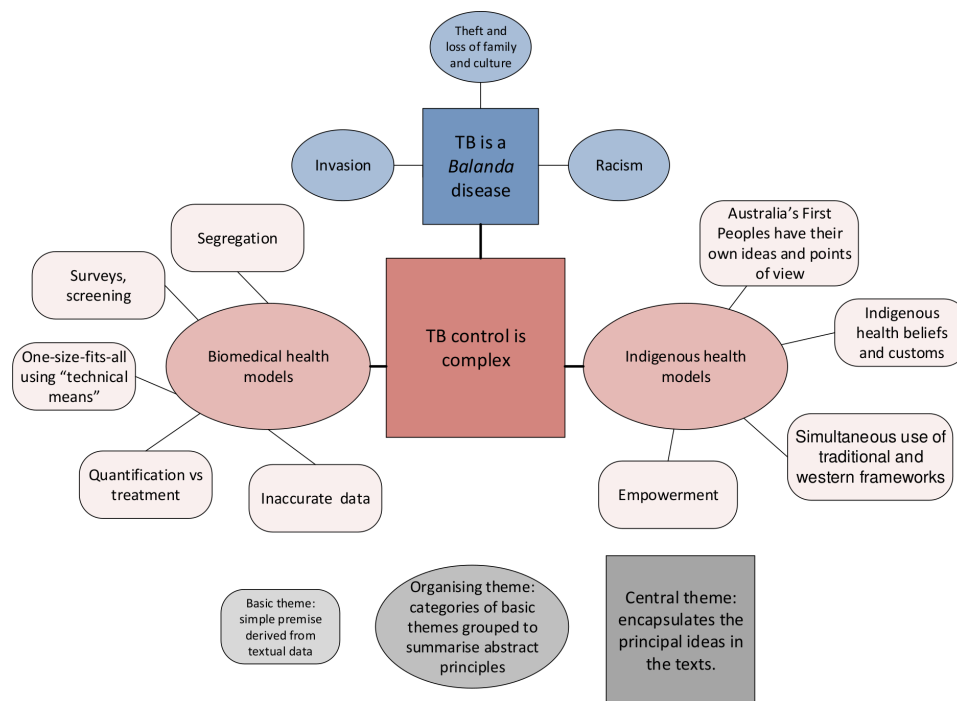 Theft and
loss of family
and culture
TB is a
Balanda
disease
Invasion
Racism
Segregation
Surveys,
screening
One-size-fits-all
using “technical
means”
Quantification vs
treatment
Inaccurate data
Biomedical health
models
TB control is
complex
Indigenous health
models
Australia’s First
Peoples have their
own ideas and points
of view
Indigenous
health beliefs
and customs
Simultaneous use of
traditional and
western frameworks
Empowerment
Basic theme:
simple premise
derived from
textual data
Organising theme:
categories of basic
themes grouped to
summarise abstract
principles
Central theme:
encapsulates the
principal ideas in
the texts.